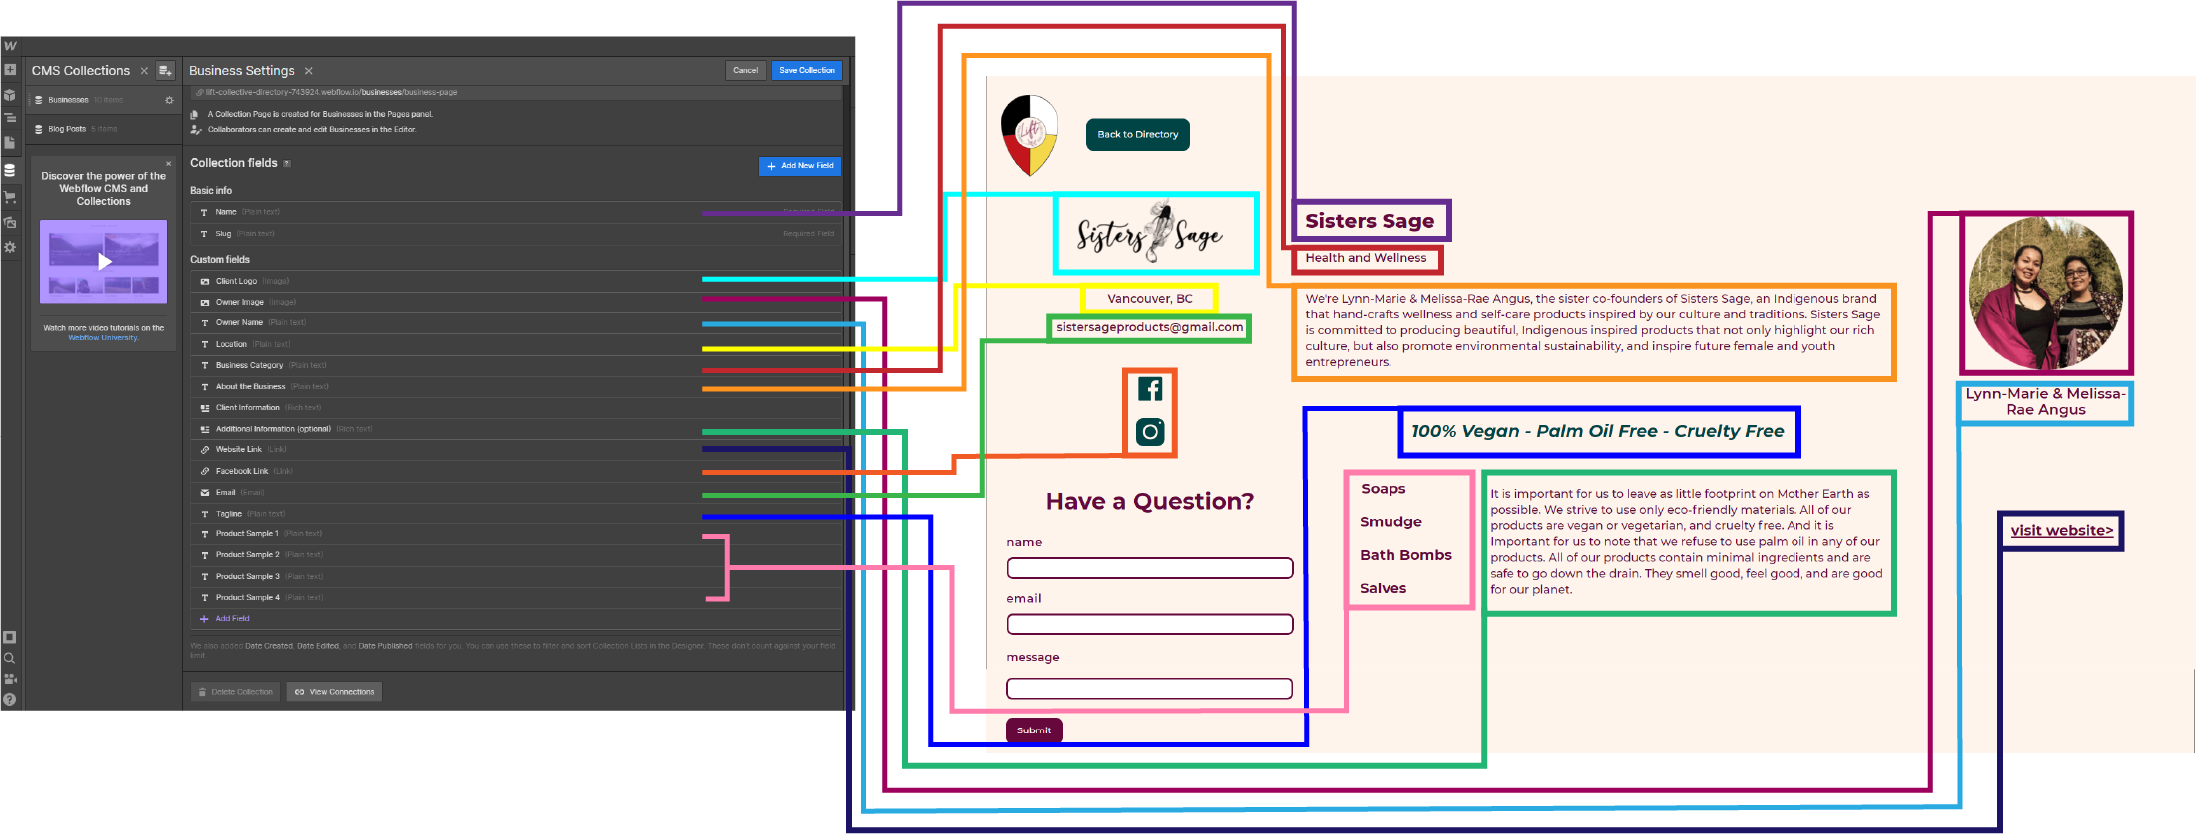 W
CMS Collections
Businesses 10 items
Blog Posts 5 items
Discover the power of the
Webflow CMS and
Collections
Watch more video tutorials on the
Webflow University.
Business Settings
Cancel
Save Collection
lift-collective-directory-743924.webflow.io/businesses/business-page
A Collection Page is created for Businesses in the Pages panel.
Collaborators can create and edit Businesses in the Editor.
Collection fields ?
+ Add New Field
Basic info
T Name (Plain text) Required Field
T Slug (Plain text) Required Field
Custom fields
Client Logo (Image)
Owner Image (Image)
T Owner Name (Plain text)
T Location (Plain text)
T Business Category (Plain text)
T About the Business (Plain text)
Client Information (Rich text)
Additional Information (optional) (Rich text)
Website Link (Link)
Facebook Link (Link)
Email (Email)
T Tagline (Plain text)
T Product Sample 1 (Plain text)
T Product Sample 2 (Plain text)
T Product Sample 3 (Plain text)
T Product Sample 4 (Plain text)
+ Add Field
We also added Date Created, Date Edited, and Date Published fields for you. You can use these to filter and sort Collection Lists in the Designer. These don't count against your field
limit.
Delete Collection
View Connections
Lift
Back to Directory
Sisters Sage
Vancouver, BC
sistersageproducts@gmail.com
Have a Question?
name
email
message
Submit
Sisters Sage
Health and Wellness
We're Lynn-Marie & Melissa-Rae Angus, the sister co-founders of Sisters Sage, an Indigenous brand
that hand-crafts wellness and self-care products inspired by our culture and traditions. Sisters Sage
is committed to producing beautiful, Indigenous inspired products that not only highlight our rich
culture, but also promote environmental sustainability, and inspire future female and youth
entrepreneurs.
100% Vegan - Palm Oil Free - Cruelty Free
Soaps
Smudge
Bath Bombs
Salves
It is important for us to leave as little footprint on Mother Earth as
possible. We strive to use only eco-friendly materials. All of our
products are vegan or vegetarian, and cruelty free. And it is
Important for us to note that we refuse to use palm oil in any of our
products. All of our products contain minimal ingredients and are
safe to go down the drain. They smell good, feel good, and are good
for our planet.
Lynn-Marie & Melissa-
Rae Angus
visit website>